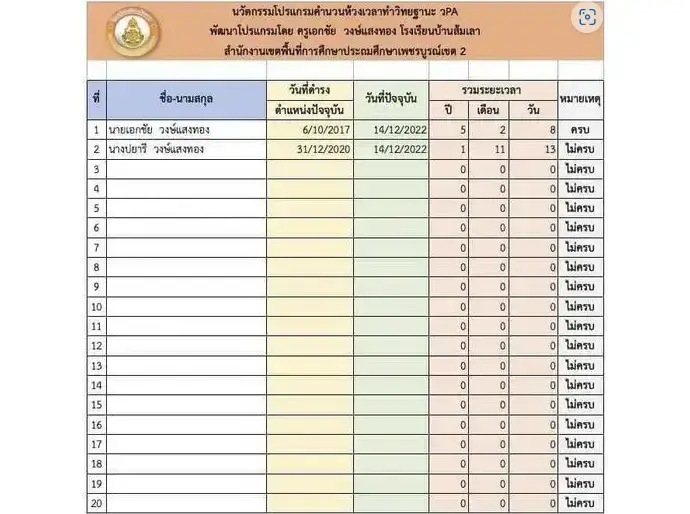 นวัตกรรมโปรแกรมคำนวนห้วงเวลาทำวิทยฐานะ วPA
พัฒนาโปรแกรมโดย ครูเอกชัย วงษ์แสงทอง โรงเรียนบ้านส้มเลา
สำนักงานเขตพื้นที่การศึกษาประถมศึกษาเพชรบูรณ์เขต 2
ที่ ชื่อ-นามสกุล วันที่ดำรง ตำแหน่งปัจจุบัน วันที่ปัจจุบัน รวมระยะเวลา หมายเหตุ
ปี เดือน วัน
1 นายเอกชัย วงษ์แสงทอง 6/10/2017 14/12/2022 5 2 8 ครบ
2 นางปยารี วงษ์แสงทอง 31/12/2020 14/12/2022 1 11 13 ไม่ครบ
3 0 0 0 ไม่ครบ
4 0 0 0 ไม่ครบ
5 0 0 0 ไม่ครบ
6 0 0 0 ไม่ครบ
7 0 0 0 ไม่ครบ
8 0 0 0 ไม่ครบ
9 0 0 0 ไม่ครบ
10 0 0 0 ไม่ครบ
11 0 0 0 ไม่ครบ
12 0 0 0 ไม่ครบ
13 0 0 0 ไม่ครบ
14 0 0 0 ไม่ครบ
15 0 0 0 ไม่ครบ
16 0 0 0 ไม่ครบ
17 0 0 0 ไม่ครบ
18 0 0 0 ไม่ครบ
19 0 0 0 ไม่ครบ
20 0 0 0 ไม่ครบ